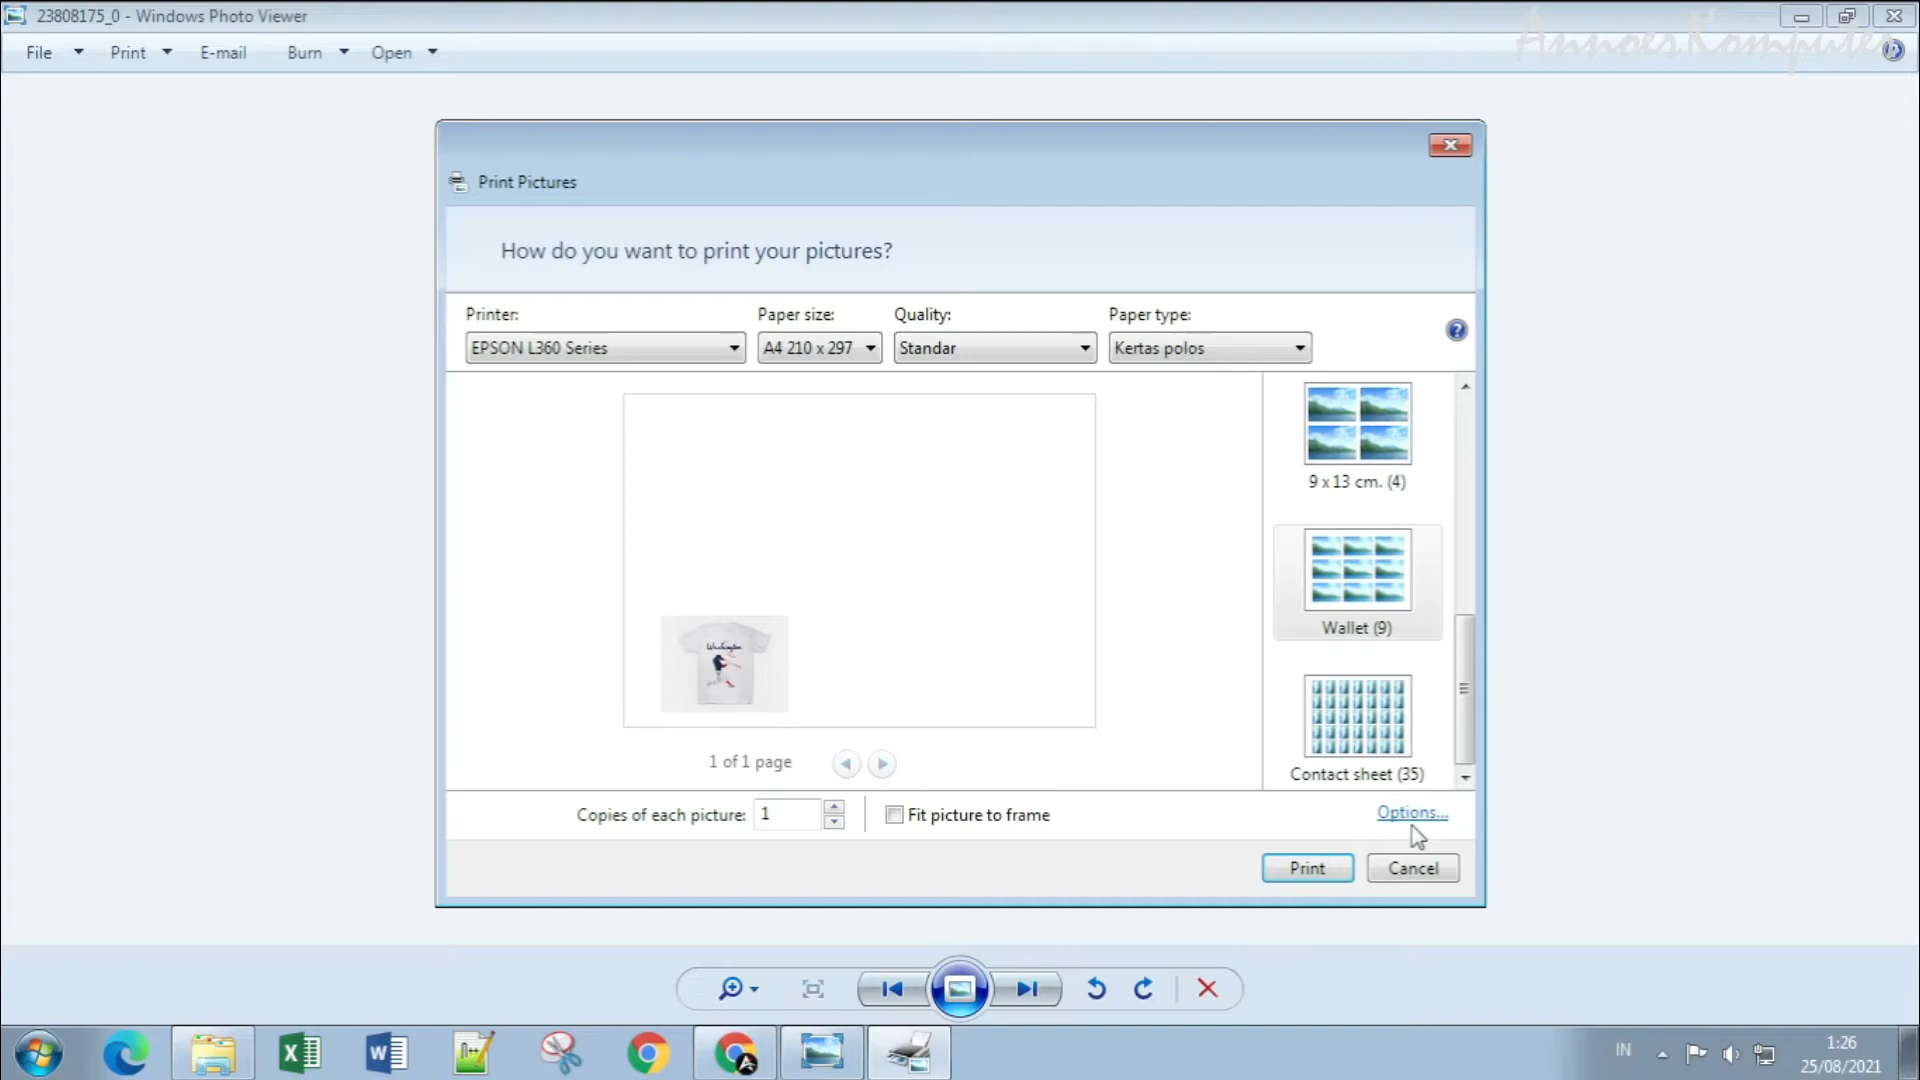 23808175_0 - Windows Photo Viewer
Annoer Komputer
File Print E-mail Burn Open
Print Pictures
How do you want to print your pictures?
Printer: Paper size: Quality: Paper type:
EPSON L360 Series A4 210 x 297 Standar Kertas polos
9 x 13 cm. (4)
Washington
Wallet (9)
1 of 1 page
Contact sheet (35)
Copies of each picture: 1 Fit picture to frame Options...
Print Cancel
IN 1:26
25/08/2021